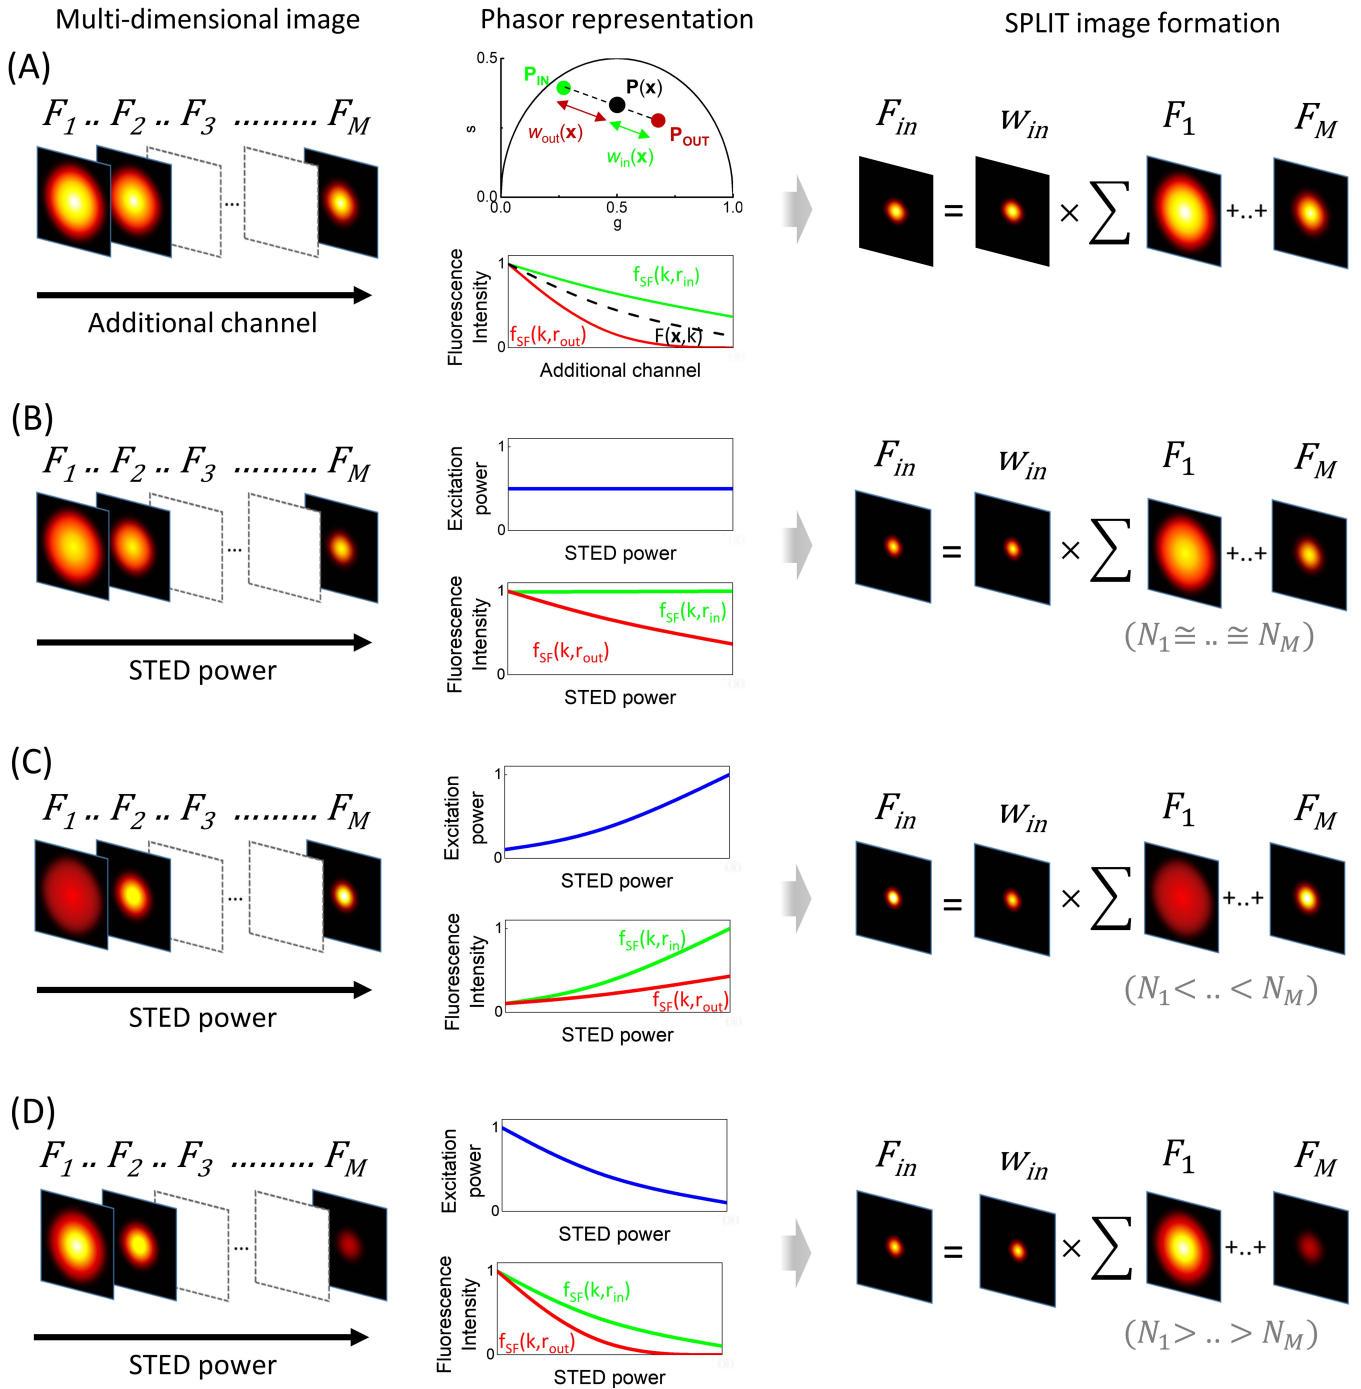 Multi-dimensional image
Phasor representation
SPLIT image formation
(A)
F1 .. F2 .. F3 ......... FM
...
Additional channel
0.5
s
0.0
0.0
0.5
1.0
g
PIN
P(x)
POUT
wout(x)
win(x)
Fluorescence
Intensity
1
0
fSF(k,rin)
fSF(k,rout)
F(x,k)
Additional channel
Fin
win
F1
FM
= × ∑ +..+
(B)
F1 .. F2 .. F3 ......... FM
...
STED power
Excitation
power
1
0
STED power
Fluorescence
Intensity
1
0
fSF(k,rin)
fSF(k,rout)
STED power
Fin
win
F1
FM
= × ∑ +..+
(N1≅ .. ≅ NM)
(C)
F1 .. F2 .. F3 ......... FM
...
STED power
Excitation
power
1
0
STED power
Fluorescence
Intensity
1
0
fSF(k,rin)
fSF(k,rout)
STED power
Fin
win
F1
FM
= × ∑ +..+
(N1< .. < NM)
(D)
F1 .. F2 .. F3 ......... FM
...
STED power
Excitation
power
1
0
STED power
Fluorescence
Intensity
1
0
fSF(k,rin)
fSF(k,rout)
STED power
Fin
win
F1
FM
= × ∑ +..+
(N1> .. > NM)